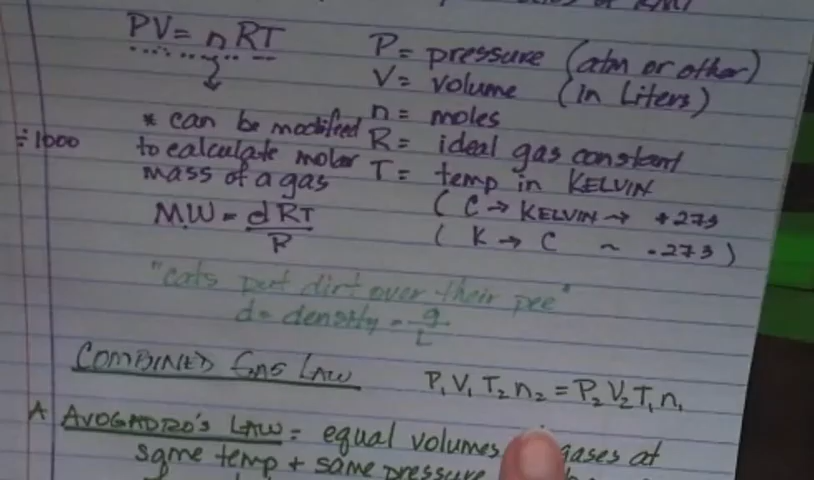 PV = nRT
P = pressure (atm or other)
V = volume (in Liters)
n = moles
R = ideal gas constant
T = temp in KELVIN
( C → KELVIN → +273
( K → C ~ -273 )
÷1000
* can be modified
to calculate molar
mass of a gas
MW = dRT
P
"cats put dirt over their pee"
d = density = g
L
COMBINED GAS LAW
P₁V₁T₂n₂ = P₂V₂T₁n₁
A AVOGADRO'S LAW = equal volumes gases at
same temp + same pressure